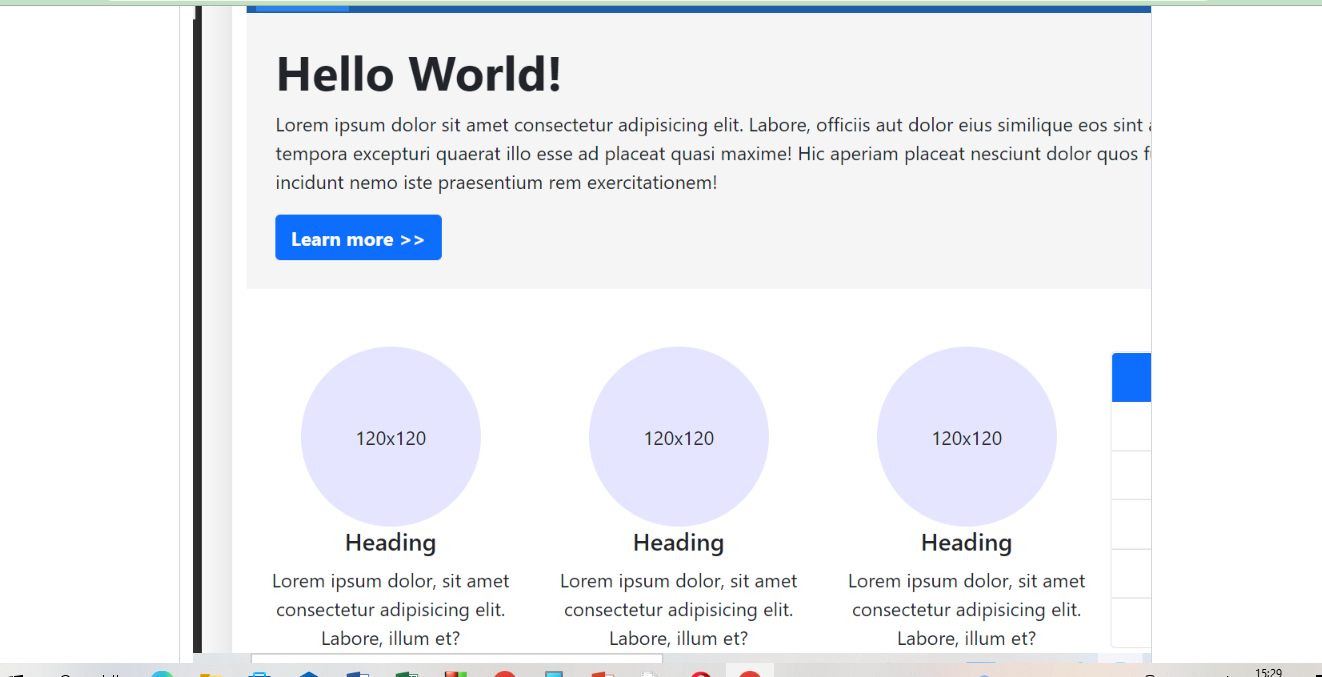 Hello World!
Lorem ipsum dolor sit amet consectetur adipisicing elit. Labore, officiis aut dolor eius similique eos sint
tempora excepturi quaerat illo esse ad placeat quasi maxime! Hic aperiam placeat nesciunt dolor quos
incidunt nemo iste praesentium rem exercitationem!
Learn more >>
120x120 120x120 120x120
Heading Heading Heading
Lorem ipsum dolor, sit amet Lorem ipsum dolor, sit amet Lorem ipsum dolor, sit amet
consectetur adipisicing elit. consectetur adipisicing elit. consectetur adipisicing elit.
Labore, illum et? Labore, illum et? Labore, illum et?
15:29